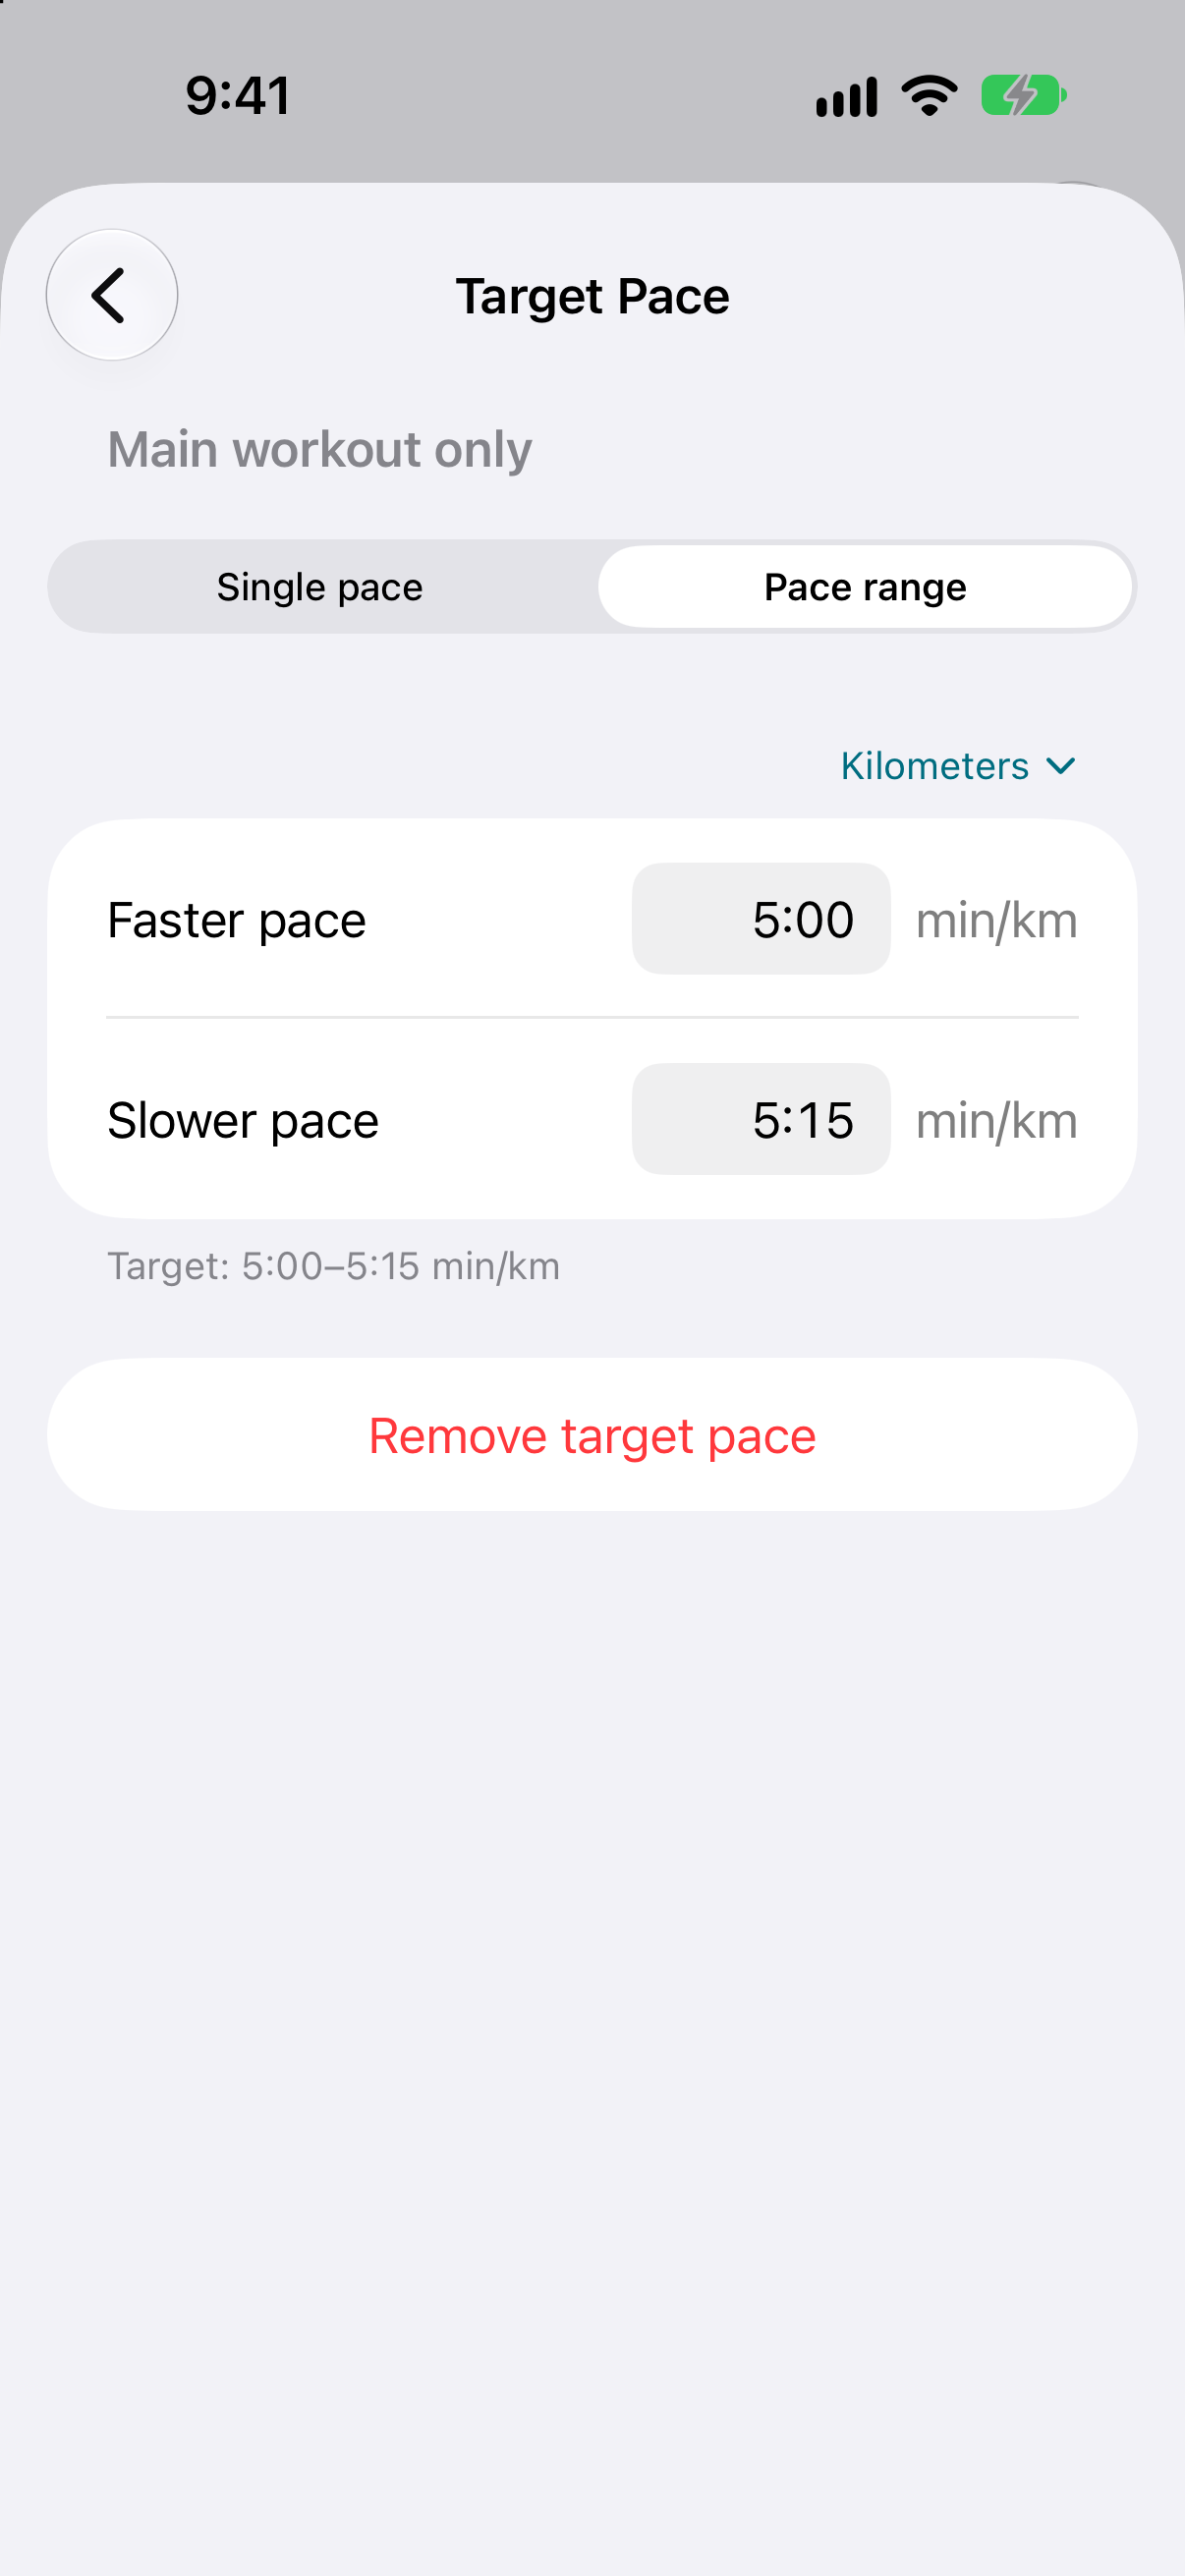 9:41
Target Pace
Main workout only
Single pace
Pace range
Kilometers
Faster pace 5:00 min/km
Slower pace 5:15 min/km
Target: 5:00–5:15 min/km
Remove target pace